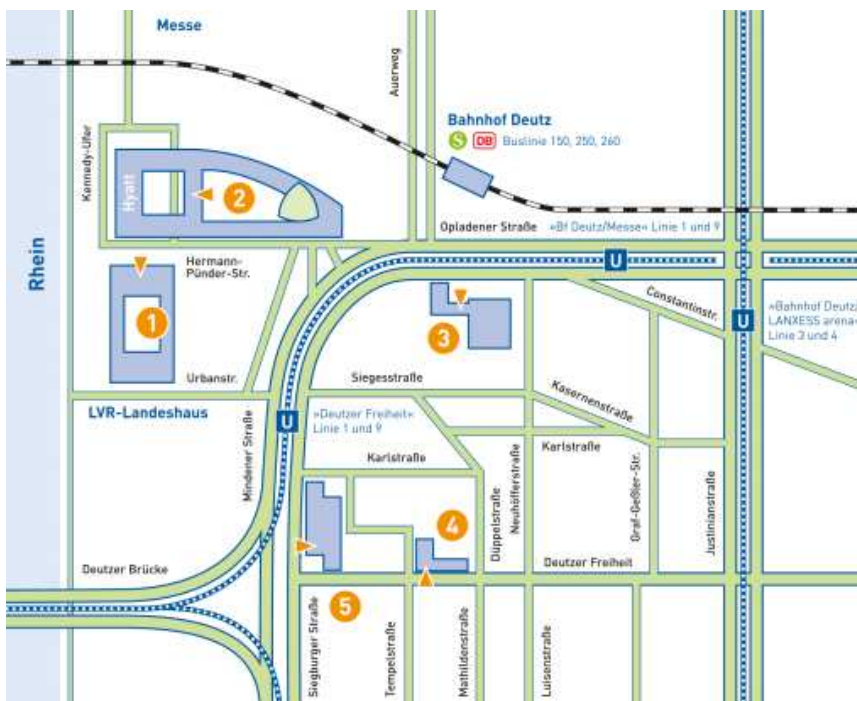 Messe
Auerweg
Kennedy-Ufer
Bahnhof Deutz
S DB Buslinie 150, 250, 260
Hyatt
2
Opladener Straße
»Bf Deutz/Messe« Linie 1 und 9
Rhein
Hermann-
Pünder-Str.
U
1
Constantinstr.
»Bahnhof Deutz/
LANXESS arena«
Linie 3 und 4
U
3
Urbanstr.
Siegesstraße
Kasernenstraße
LVR-Landeshaus
Mindener Straße
U
»Deutzer Freiheit«
Linie 1 und 9
Karlstraße
Karlstraße
Düppelstraße
Neuhöfferstraße
Graf-Geßler-Str.
Justinianstraße
4
Deutzer Brücke
Deutzer Freiheit
5
Siegburger Straße
Tempelstraße
Mathildenstraße
Luisenstraße